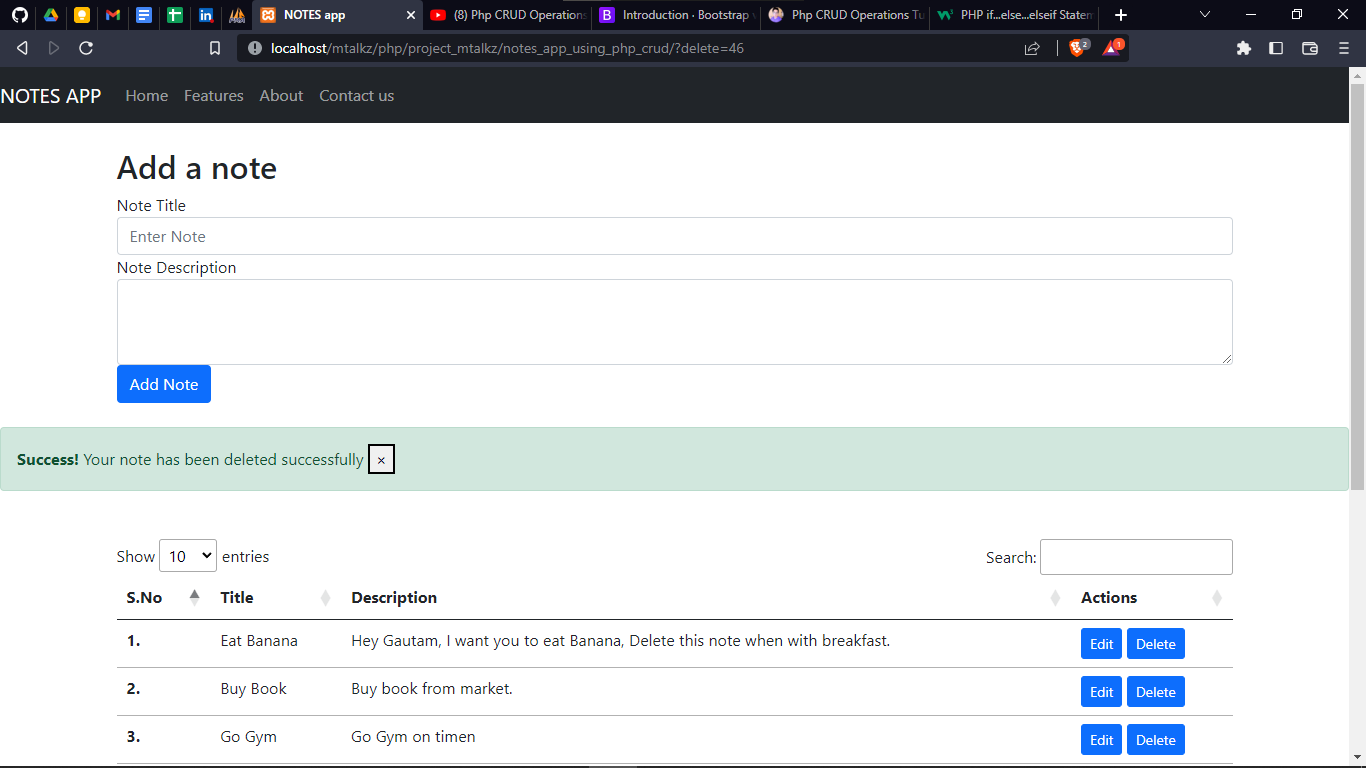 NOTES app
(8) Php CRUD Operations
Introduction · Bootstrap
Php CRUD Operations Tu
PHP if...else...elseif Statem
localhost/mtalkz/php/project_mtalkz/notes_app_using_php_crud/?delete=46
2
1
NOTES APP Home Features About Contact us
Add a note
Note Title
Enter Note
Note Description
Add Note
Success! Your note has been deleted successfully ×
Show 10 entries Search:
S.No Title Description Actions
1. Eat Banana Hey Gautam, I want you to eat Banana, Delete this note when with breakfast. Edit Delete
2. Buy Book Buy book from market. Edit Delete
3. Go Gym Go Gym on timen Edit Delete